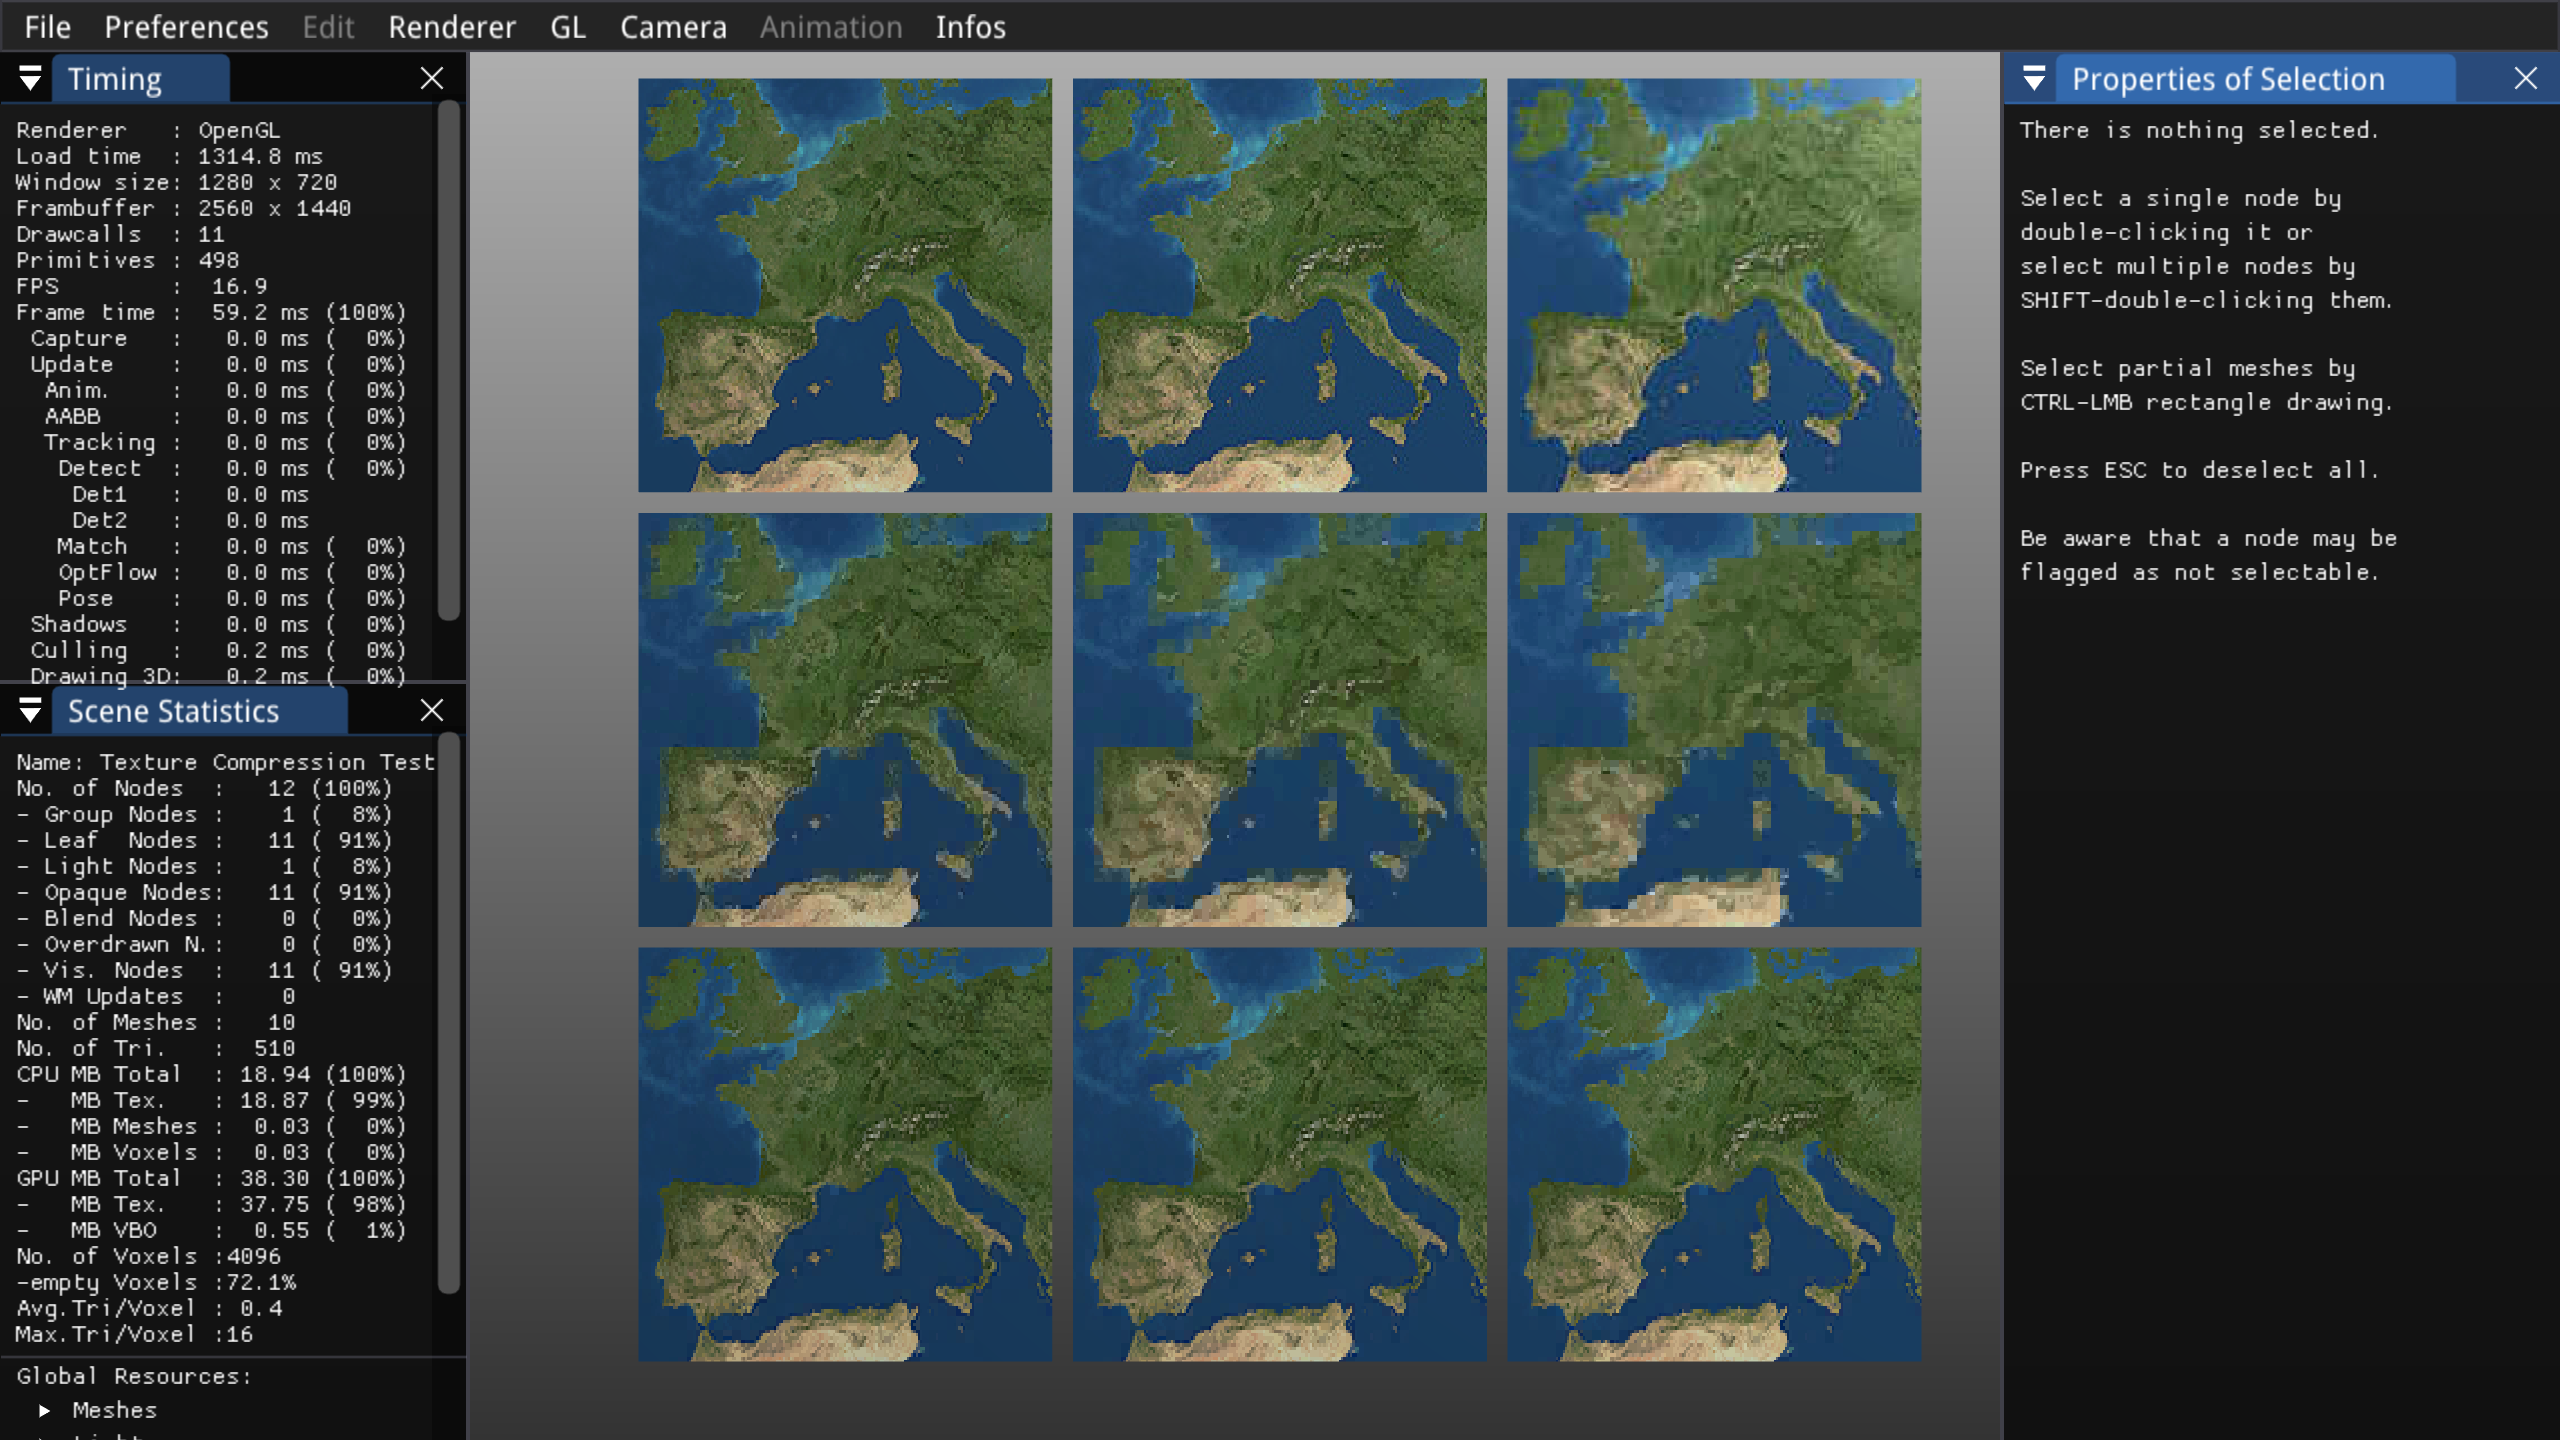 File Preferences Edit Renderer GL Camera Animation Infos
Timing
Renderer : OpenGL
Load time : 1314.8 ms
Window size: 1280 x 720
Frambuffer : 2560 x 1440
Drawcalls : 11
Primitives : 498
FPS : 16.9
Frame time : 59.2 ms (100%)
Capture : 0.0 ms ( 0%)
Update : 0.0 ms ( 0%)
Anim. : 0.0 ms ( 0%)
AABB : 0.0 ms ( 0%)
Tracking : 0.0 ms ( 0%)
Detect : 0.0 ms ( 0%)
Det1 : 0.0 ms
Det2 : 0.0 ms
Match : 0.0 ms ( 0%)
OptFlow : 0.0 ms ( 0%)
Pose : 0.0 ms ( 0%)
Shadows : 0.0 ms ( 0%)
Culling : 0.2 ms ( 0%)
Drawing 3D: 0.2 ms ( 0%)
Scene Statistics
Name: Texture Compression Test
No. of Nodes : 12 (100%)
- Group Nodes : 1 ( 8%)
- Leaf Nodes : 11 ( 91%)
- Light Nodes : 1 ( 8%)
- Opaque Nodes: 11 ( 91%)
- Blend Nodes : 0 ( 0%)
- Overdrawn N.: 0 ( 0%)
- Vis. Nodes : 11 ( 91%)
- WM Updates : 0
No. of Meshes : 10
No. of Tri. : 510
CPU MB Total : 18.94 (100%)
- MB Tex. : 18.87 ( 99%)
- MB Meshes : 0.03 ( 0%)
- MB Voxels : 0.03 ( 0%)
GPU MB Total : 38.30 (100%)
- MB Tex. : 37.75 ( 98%)
- MB VBO : 0.55 ( 1%)
No. of Voxels :4096
-empty Voxels :72.1%
Avg.Tri/Voxel : 0.4
Max.Tri/Voxel :16
Global Resources:
Meshes
Properties of Selection
There is nothing selected.
Select a single node by
double-clicking it or
select multiple nodes by
SHIFT-double-clicking them.
Select partial meshes by
CTRL-LMB rectangle drawing.
Press ESC to deselect all.
Be aware that a node may be
flagged as not selectable.